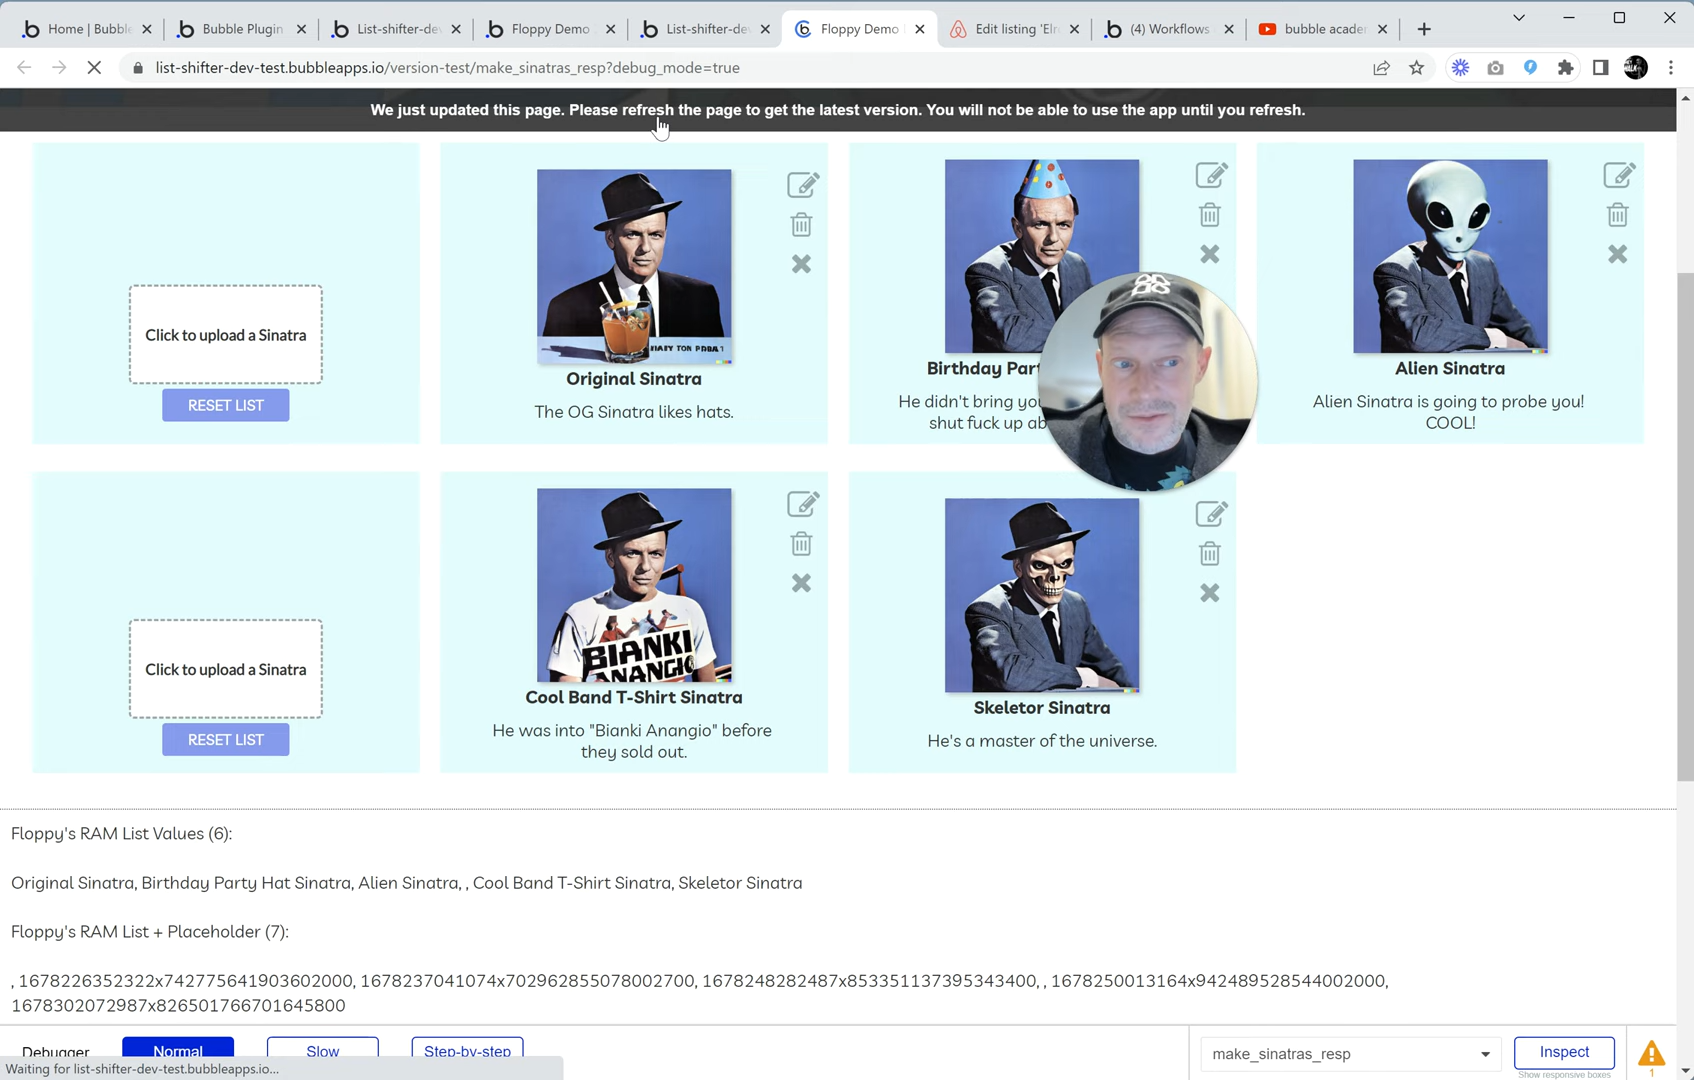 Home | Bubble
Bubble Plugin
List-shifter-dev
Floppy Demo
List-shifter-dev
Floppy Demo
Edit listing 'Elro
(4) Workflows
bubble acade
list-shifter-dev-test.bubbleapps.io/version-test/make_sinatras_resp?debug_mode=true
We just updated this page. Please refresh the page to get the latest version. You will not be able to use the app until you refresh.
Click to upload a Sinatra
RESET LIST
Original Sinatra
The OG Sinatra likes hats.
Birthday Part
He didn't bring you
shut fuck up ab
Alien Sinatra
Alien Sinatra is going to probe you!
COOL!
Click to upload a Sinatra
RESET LIST
BIANKI
ANANGIO
Cool Band T-Shirt Sinatra
He was into "Bianki Anangio" before
they sold out.
Skeletor Sinatra
He's a master of the universe.
Floppy's RAM List Values (6):
Original Sinatra, Birthday Party Hat Sinatra, Alien Sinatra, , Cool Band T-Shirt Sinatra, Skeletor Sinatra
Floppy's RAM List + Placeholder (7):
, 1678226352322x742775641903602000, 1678237041074x702962855078002700, 1678248282487x853351137395343400, , 1678250013164x942489528544002000,
1678302072987x826501766701645800
Debugger
Normal
Slow
Step-by-step
make_sinatras_resp
Inspect
Show responsive boxes
1
Waiting for list-shifter-dev-test.bubbleapps.io...